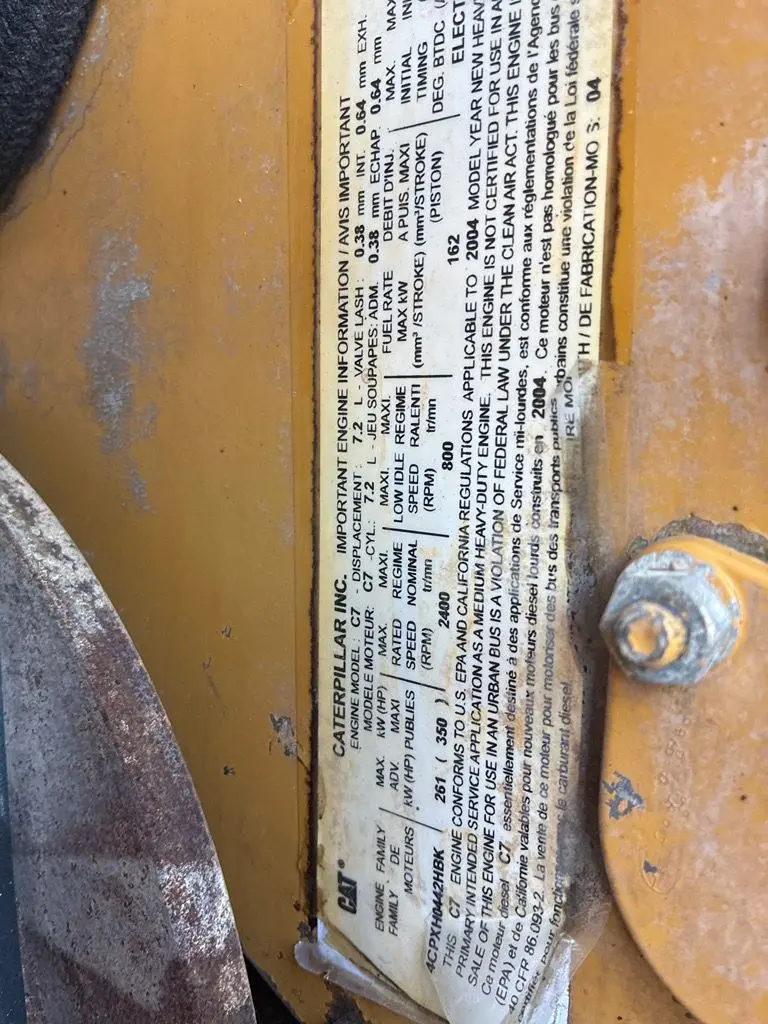 CAT®
CATERPILLAR INC. IMPORTANT ENGINE INFORMATION / AVIS IMPORTANT
ENGINE MODEL: C7 - DISPLACEMENT: 7.2 L - VALVE LASH: 0.38 mm INT. 0.64 mm EXH.
MODELE MOTEUR: C7 -CYL.: 7.2 L -JEU SOUPAPES: ADM. 0.38 mm ECHAP. 0.64 mm
ENGINE FAMILY
FAMILY DE
MOTEURS
MAX. kW (HP)
ADV. MAXI
kW (HP) PUBLIES
MAX. MAXI.
RATED REGIME
SPEED NOMINAL
(RPM) tr/mn
MAXI. MAXI.
LOW IDLE REGIME
SPEED RALENTI
(RPM) tr/mn
FUEL RATE DEBIT D'INJ.
MAX kW A PUIS. MAXI
(mm³ /STROKE) (mm³/STROKE)
(PISTON)
MAX.
INITIAL
TIMING
DEG. BTDC
4CPXH0442HBK 261 ( 350 ) 2400 800 162 ELECT
THIS C7 ENGINE CONFORMS TO U.S. EPA AND CALIFORNIA REGULATIONS APPLICABLE TO 2004 MODEL YEAR NEW HEAV
PRIMARY INTENDED SERVICE APPLICATION AS A MEDIUM HEAVY-DUTY ENGINE. THIS ENGINE IS NOT CERTIFIED FOR USE IN A
SALE OF THIS ENGINE FOR USE IN AN URBAN BUS IS A VIOLATION OF FEDERAL LAW UNDER THE CLEAN AIR ACT. THIS ENGINE I
Ce moteur diesel C7 essentiellement destiné à des applications de Service mi-lourdes, est conforme aux réglementations de l'Agenc
(EPA) et de Californie valables pour nouveaux moteurs diesel lourds construits en 2004. Ce moteur n'est pas homologué pour les bus
40 CFR 86.093-2. La vente de ce moteur pour motoriser des bus des transports publics rbains constitue une violation de la Loi fédérale
pour le carburant diesel
H / DE FABRICATION-MO 04